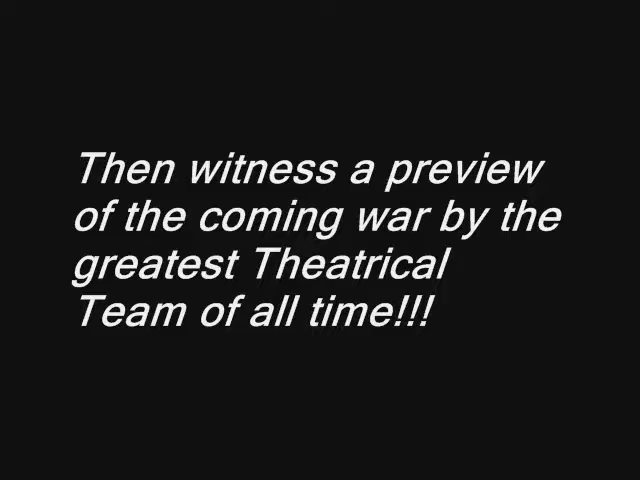 Then witness a preview
of the coming war by the
greatest Theatrical
Team of all time!!!